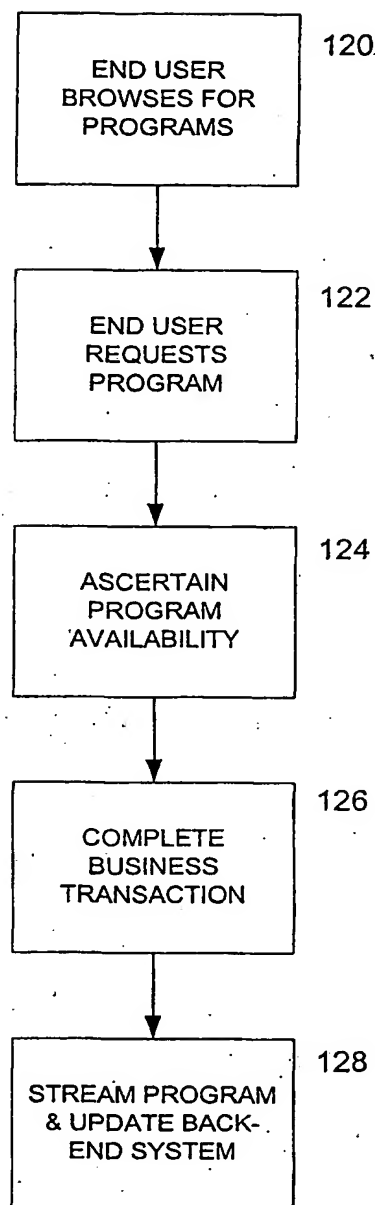 120
END USER
BROWSES FOR
PROGRAMS
122
END USER
REQUESTS
PROGRAM
124
ASCERTAIN
PROGRAM
AVAILABILITY
126
COMPLETE
BUSINESS
TRANSACTION
128
STREAM PROGRAM
& UPDATE BACK-
END SYSTEM